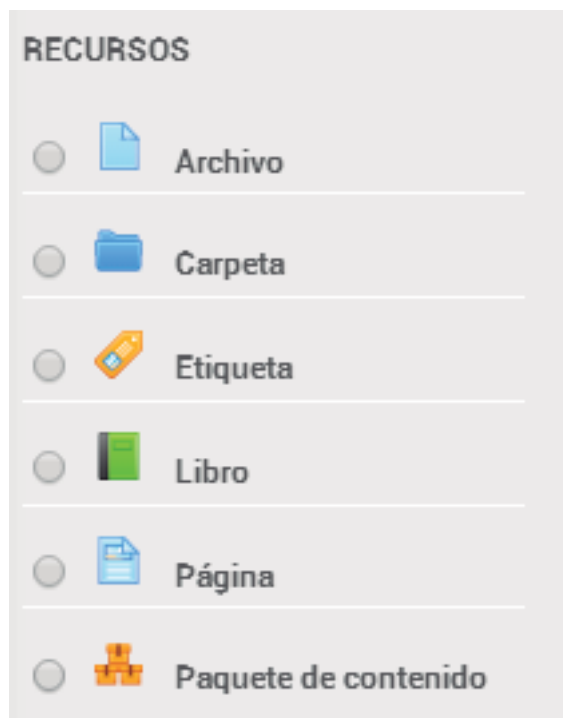 RECURSOS
Archivo
Carpeta
Etiqueta
Libro
Página
Paquete de contenido